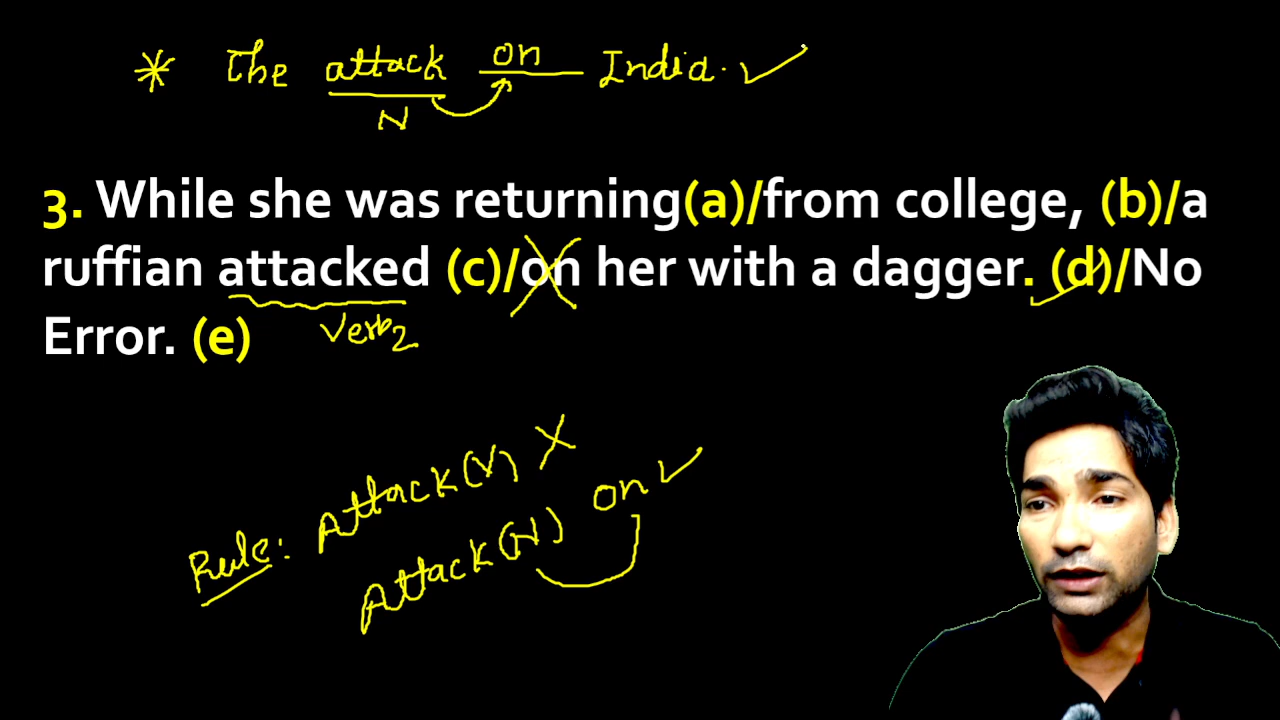 * The attack on India. ✓
N
3. While she was returning(a)/from college, (b)/a
ruffian attacked (c)/on her with a dagger. (d)/No
Error. (e)
Verb2
Rule: Attack(V) X
Attack(N) on ✓